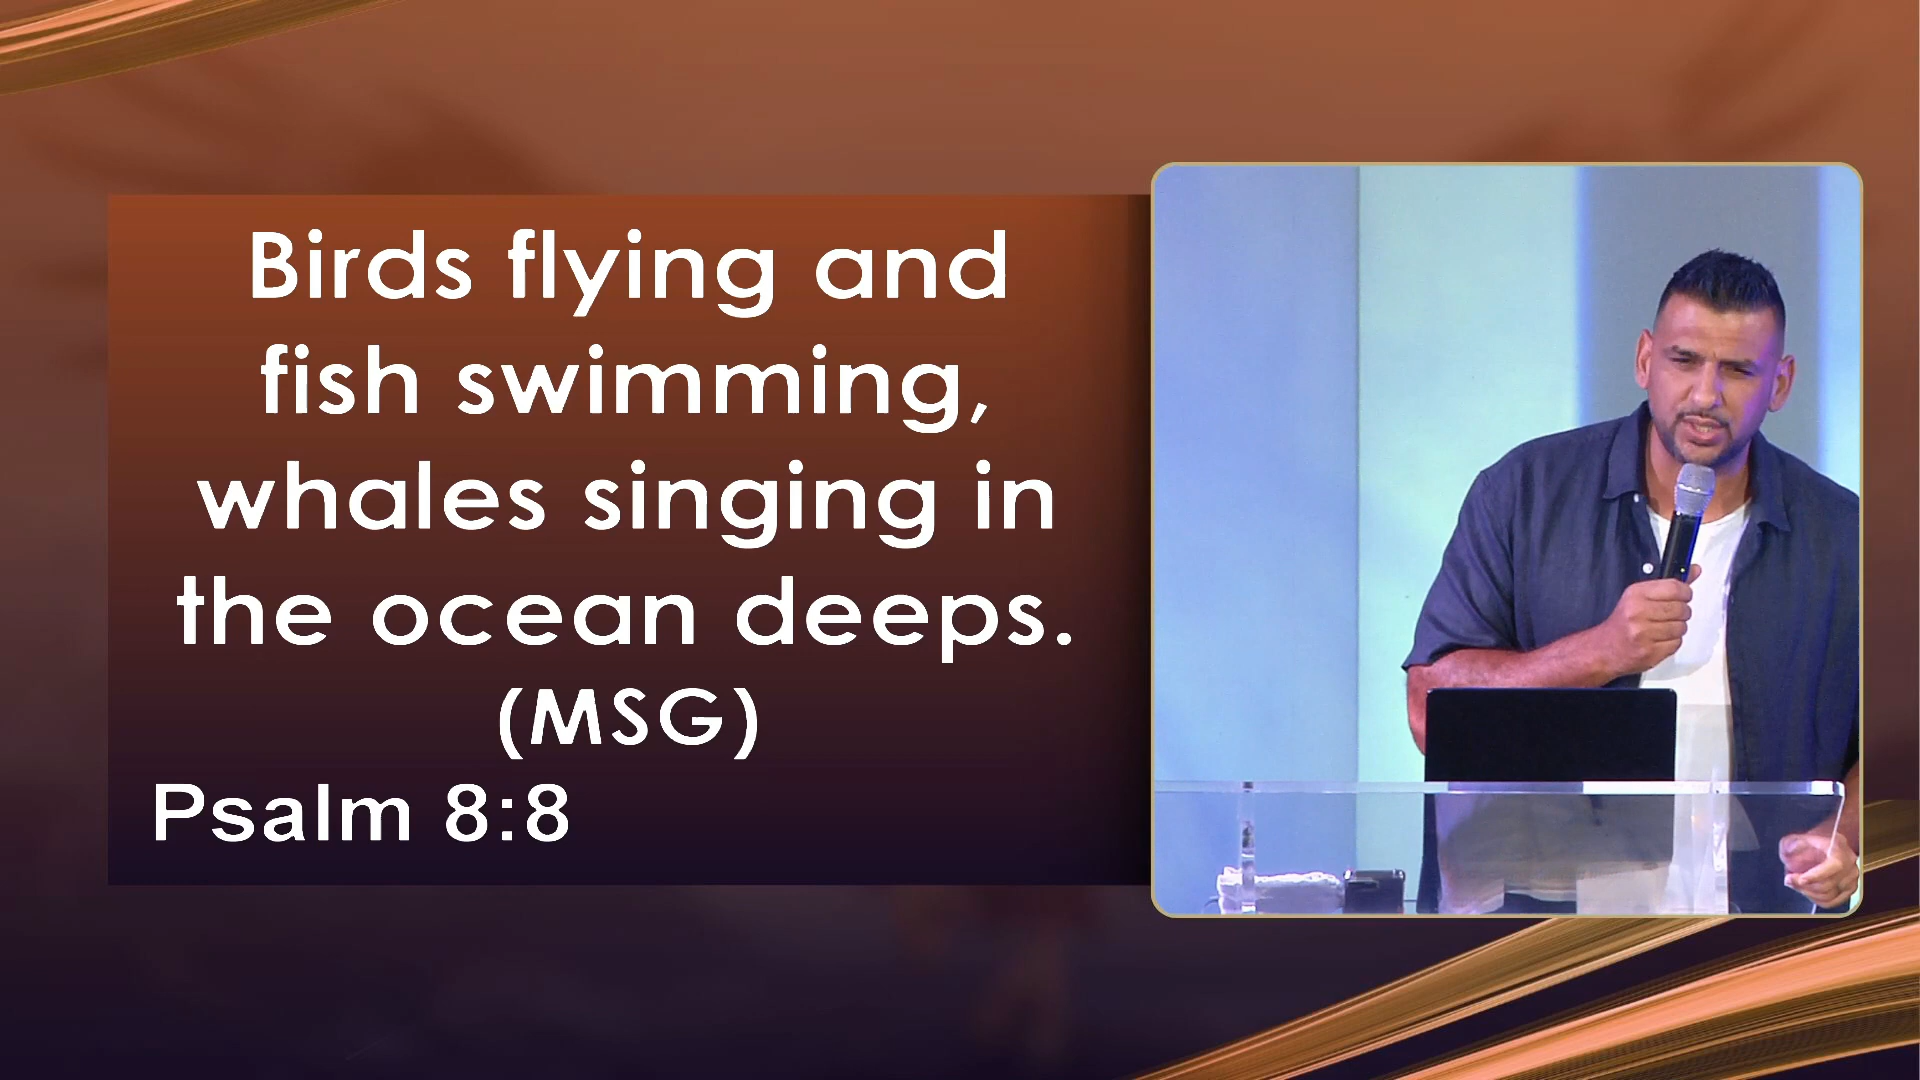 Birds flying and
fish swimming,
whales singing in
the ocean deeps.
(MSG)
Psalm 8:8